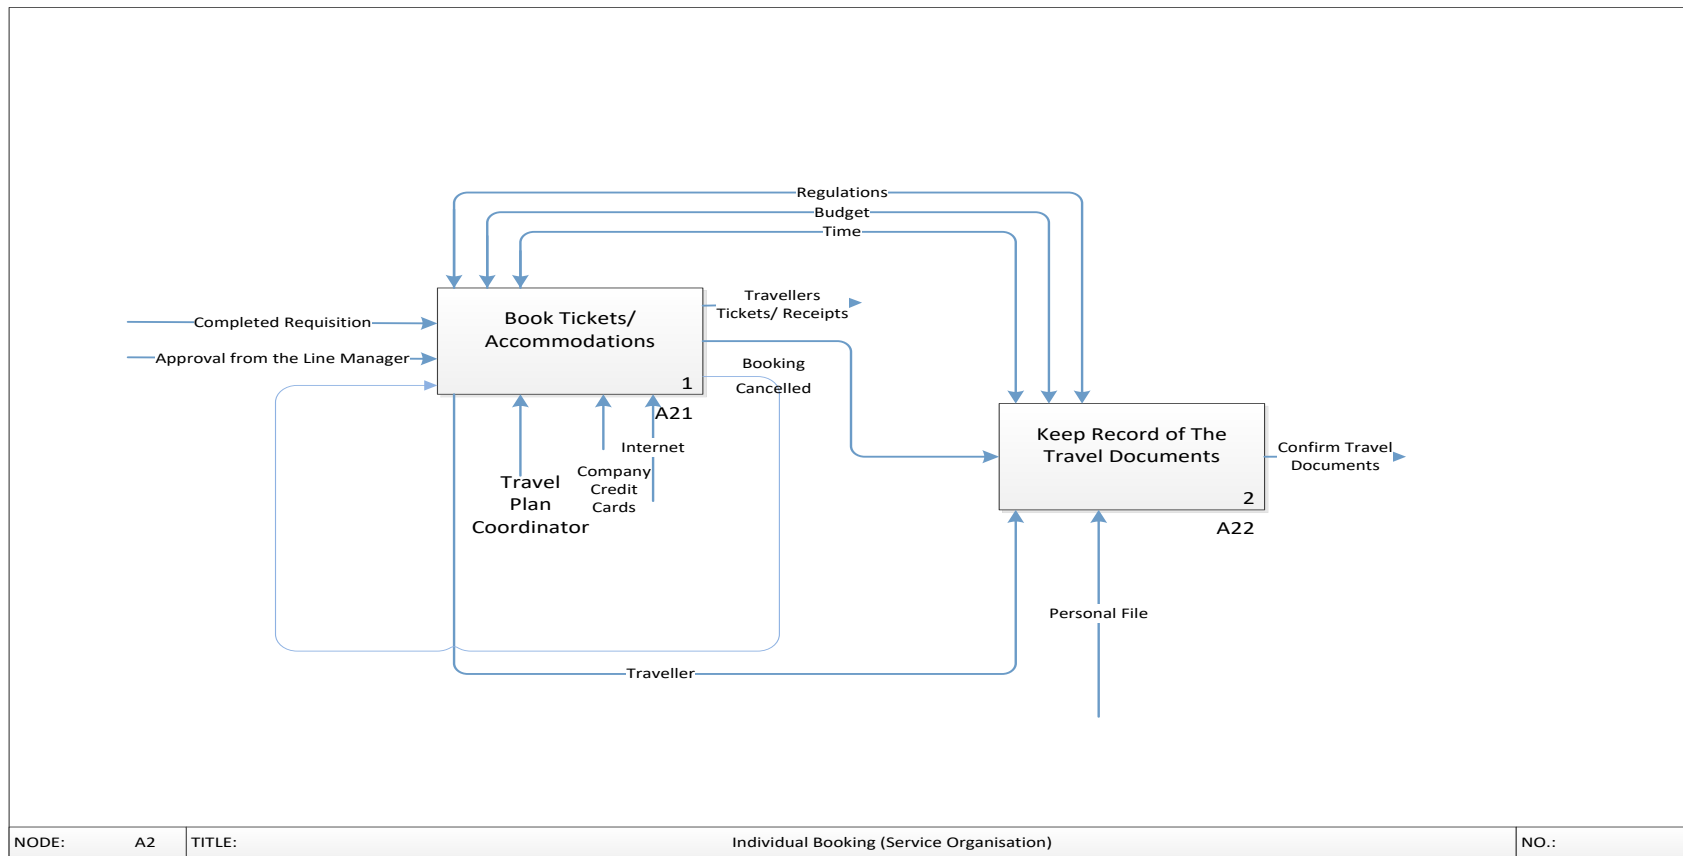 Regulations
Budget
Time
Completed Requisition
Approval from the Line Manager
Book Tickets/
Accommodations
1
A21
Travellers
Tickets/ Receipts
Booking
Cancelled
Internet
Company
Credit
Cards
Travel
Plan
Coordinator
Keep Record of The
Travel Documents
2
A22
Confirm Travel
Documents
Personal File
Traveller
NODE: A2 TITLE: Individual Booking (Service Organisation) NO.: